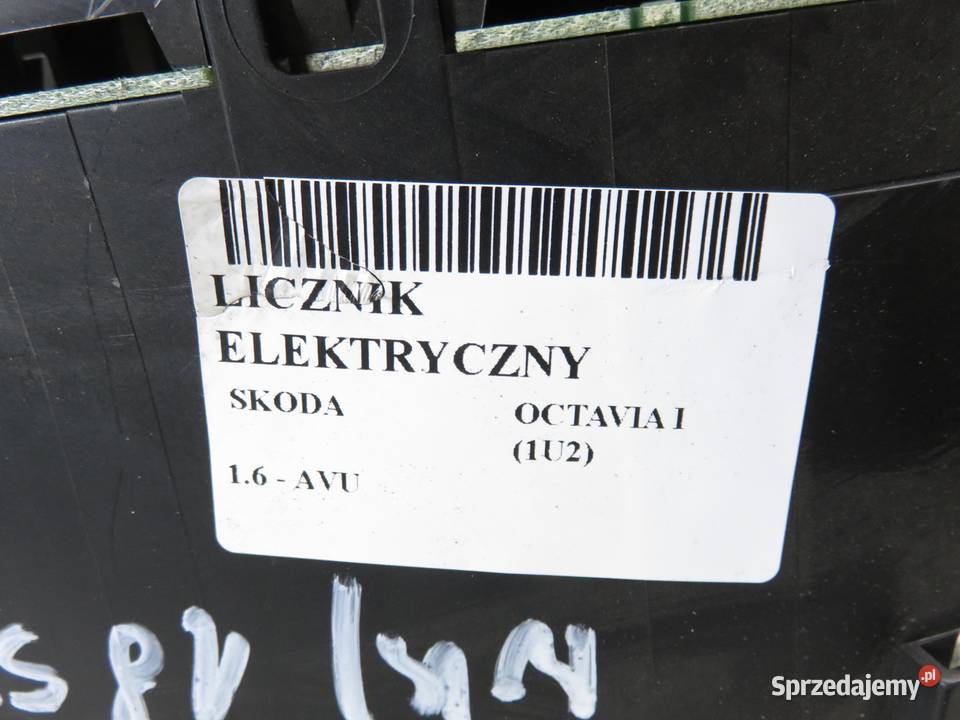 LICZNIK
ELEKTRYCZNY
SKODA OCTAVIA I
(1U2)
1.6 - AVU
Sprzedajemy.pl